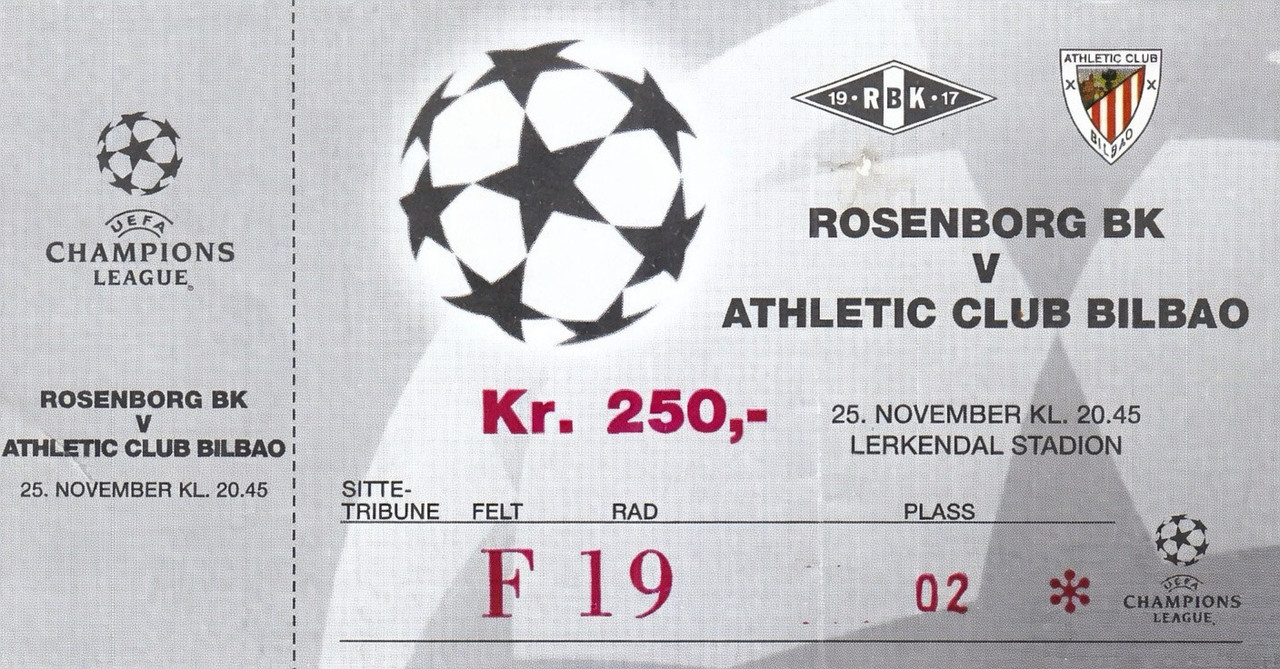 UEFA
CHAMPIONS
LEAGUE
ROSENBORG BK
V
ATHLETIC CLUB BILBAO
25. NOVEMBER KL. 20.45
19 • RBK • 17
ATHLETIC CLUB
BILBAO
ROSENBORG BK
V
ATHLETIC CLUB BILBAO
Kr. 250,-
25. NOVEMBER KL. 20.45
LERKENDAL STADION
SITTE-
TRIBUNE FELT RAD PLASS
F 19 02 *
UEFA
CHAMPIONS
LEAGUE